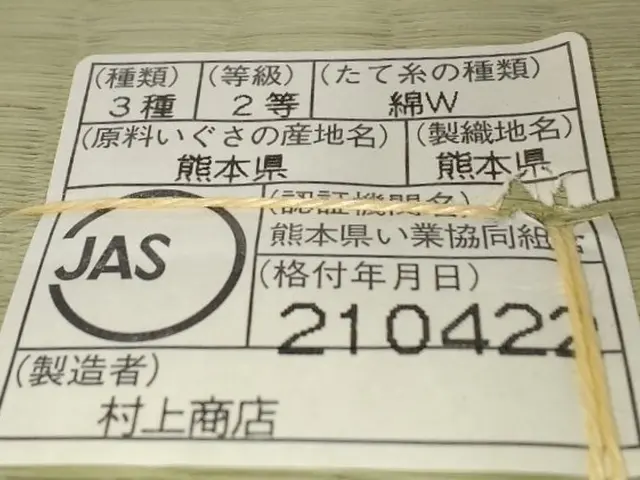 (種類) (等級) (たて糸の種類)
3種 2等 綿W
(原料いぐさの産地名) (製織地名)
熊本県 熊本県
(認証機関名)
JAS 熊本県い業協同組
(格付年月日)
210422
(製造者)
村上商店